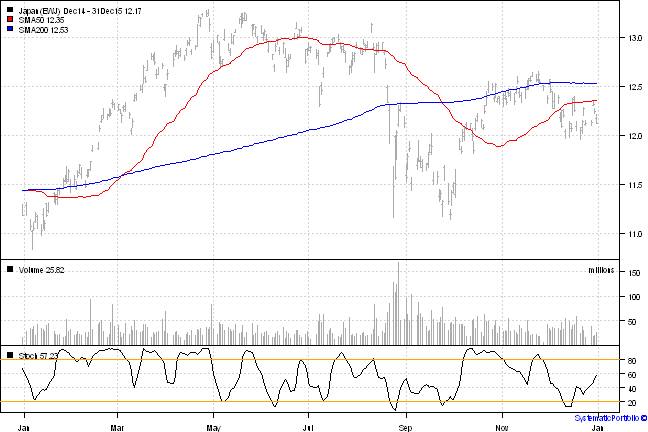 Japan (EWJ) Dec14 - 31Dec15 12.17
SMA50 12.35
SMA200 12.53
13.0
12.5
12.0
11.5
11.0
Volume 25.82
millions
150
100
50
Stoch 57.23
80
60
40
20
Jan
Mar
May
Jul
Sep
Nov
Jan
SystematicPortfolio ©